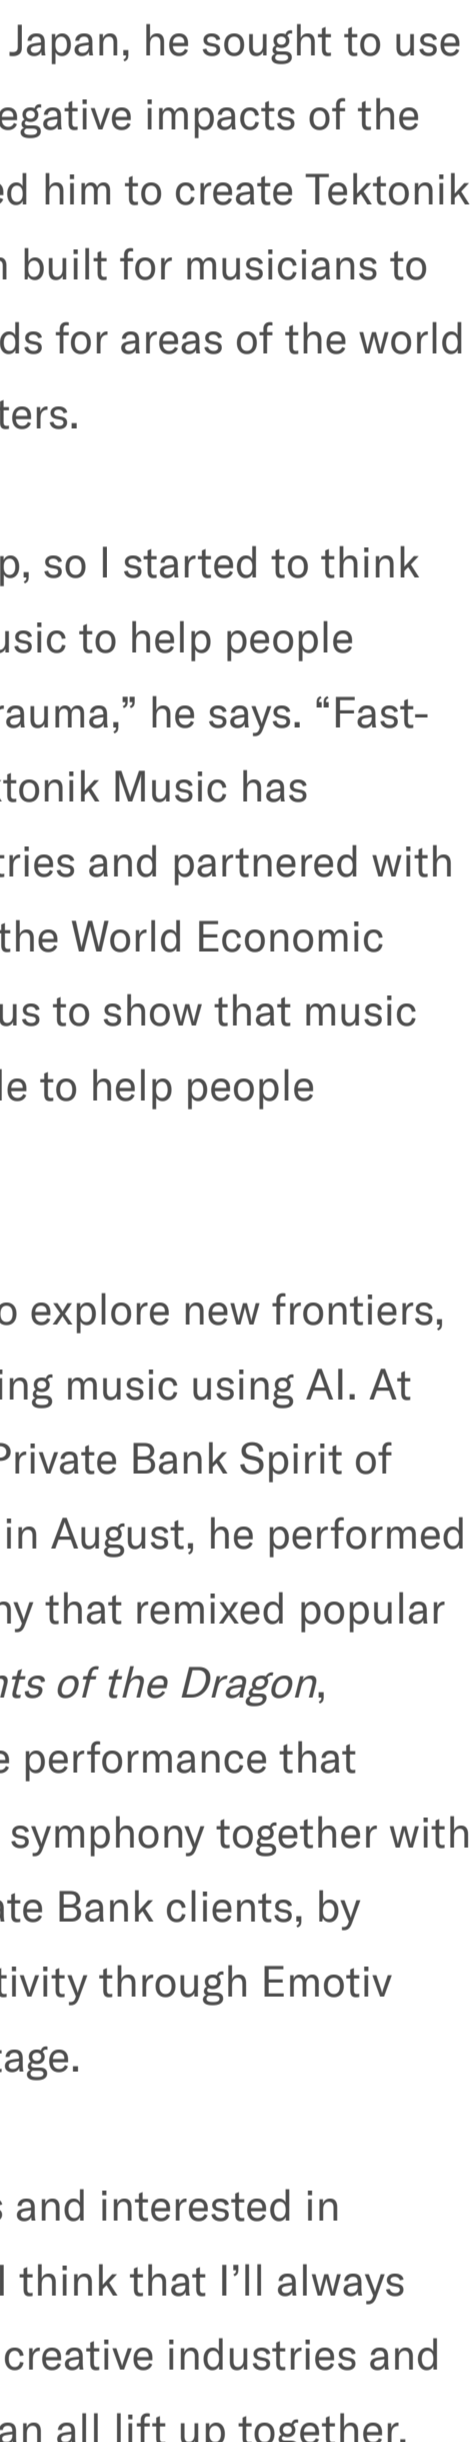 Japan, he sought to use
egative impacts of the
ed him to create Tektonik
n built for musicians to
ds for areas of the world
ters.
p, so I started to think
usic to help people
rauma,” he says. “Fast-
ktonik Music has
tries and partnered with
the World Economic
us to show that music
le to help people
o explore new frontiers,
ing music using AI. At
Private Bank Spirit of
in August, he performed
ny that remixed popular
nts of the Dragon,
e performance that
symphony together with
ate Bank clients, by
tivity through Emotiv
tage.
s and interested in
I think that I’ll always
creative industries and
an all lift up together.